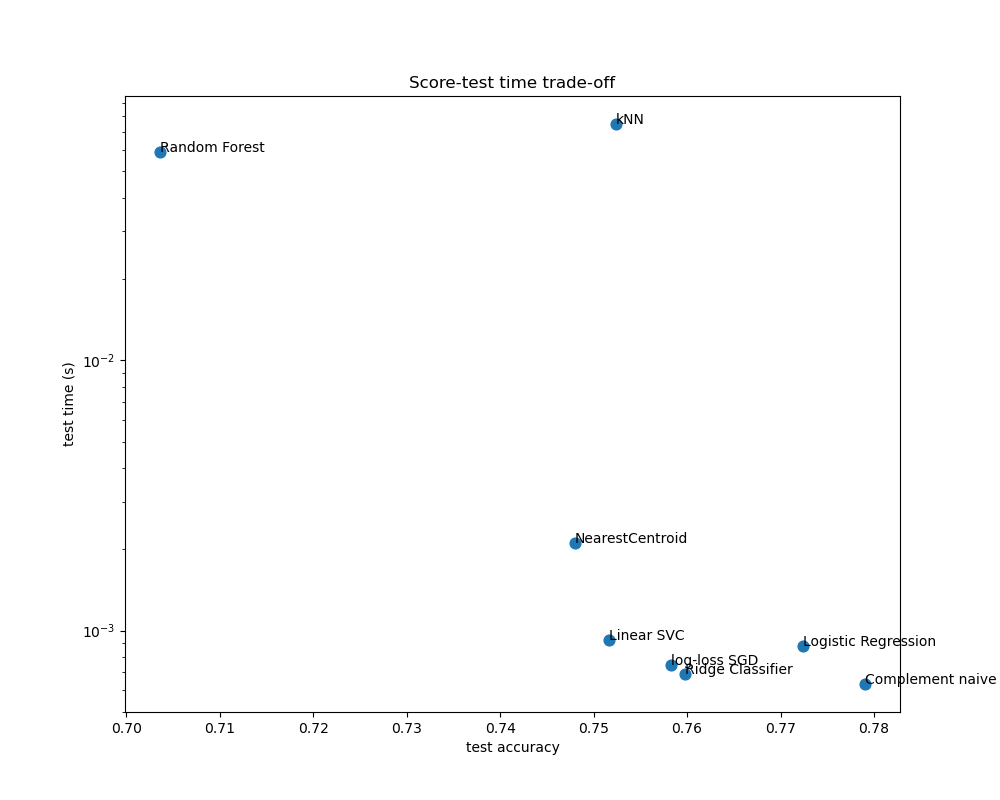 Score-test time trade-off
kNN
Random Forest
10⁻²
test time (s)
NearestCentroid
10⁻³
Linear SVC
Logistic Regression
log-loss SGD
Ridge Classifier
Complement naive
0.70 0.71 0.72 0.73 0.74 0.75 0.76 0.77 0.78
test accuracy